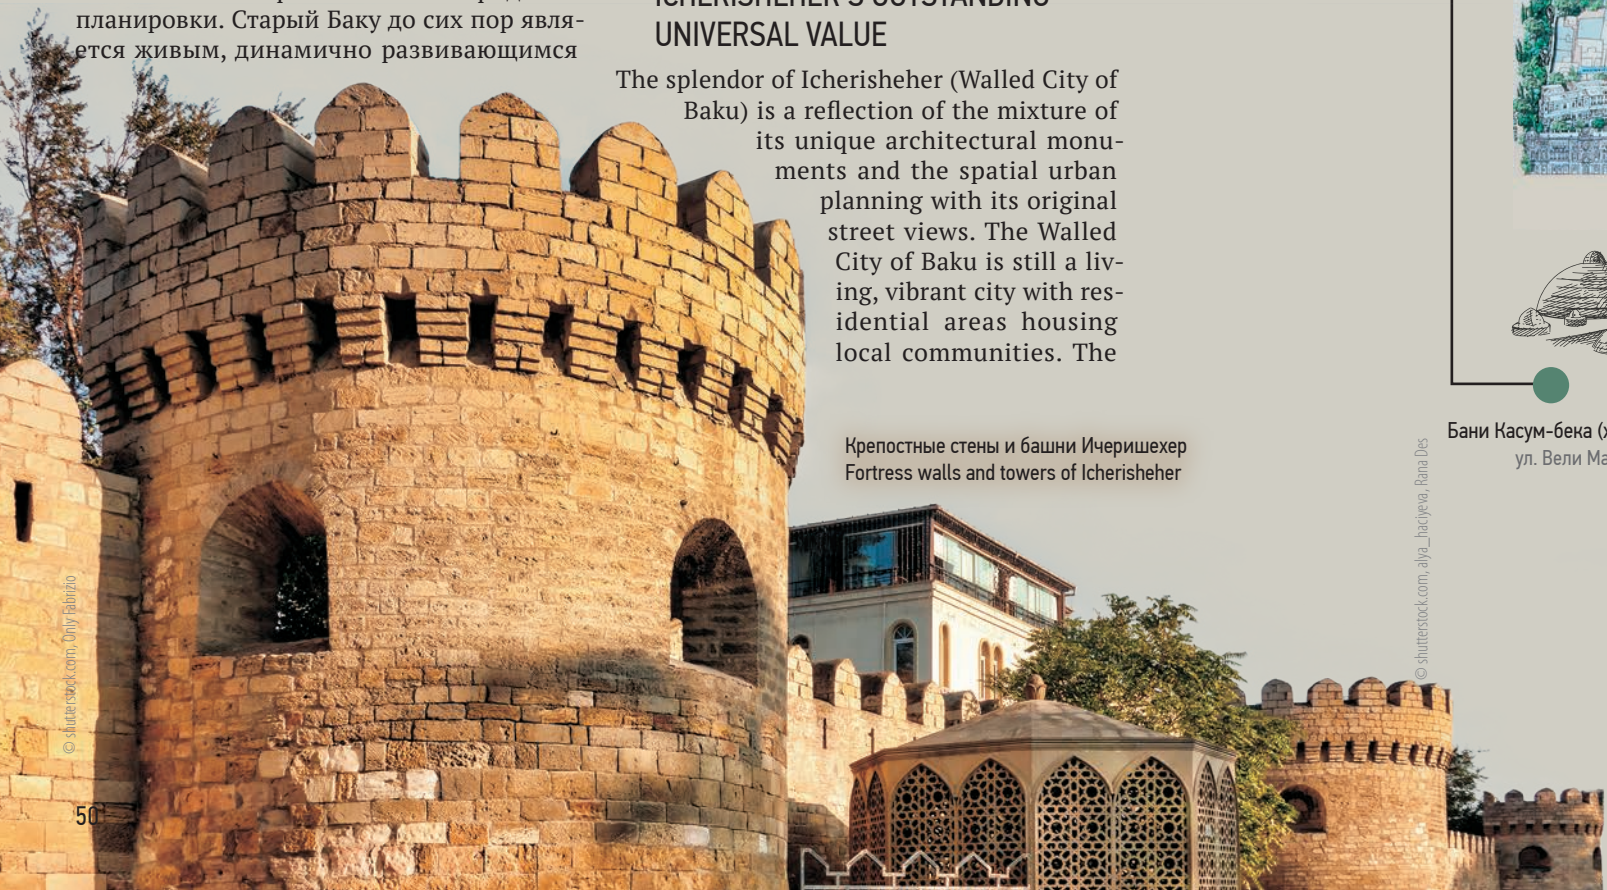 планировки. Старый Баку до сих пор явля-
ется живым, динамично развивающимся
ICHERISHEHER'S OUTSTANDING
UNIVERSAL VALUE
The splendor of Icherisheher (Walled City of
Baku) is a reflection of the mixture of
its unique architectural monu-
ments and the spatial urban
planning with its original
street views. The Walled
City of Baku is still a liv-
ing, vibrant city with res-
idential areas housing
local communities. The
Крепостные стены и башни Ичеришехер
Fortress walls and towers of Icherisheher
Бани Касум-бека (
ул. Вели
© shutterstock.com, alya_haciyeva, Rana Des
© shutterstock.com, Only Fabrizio
50